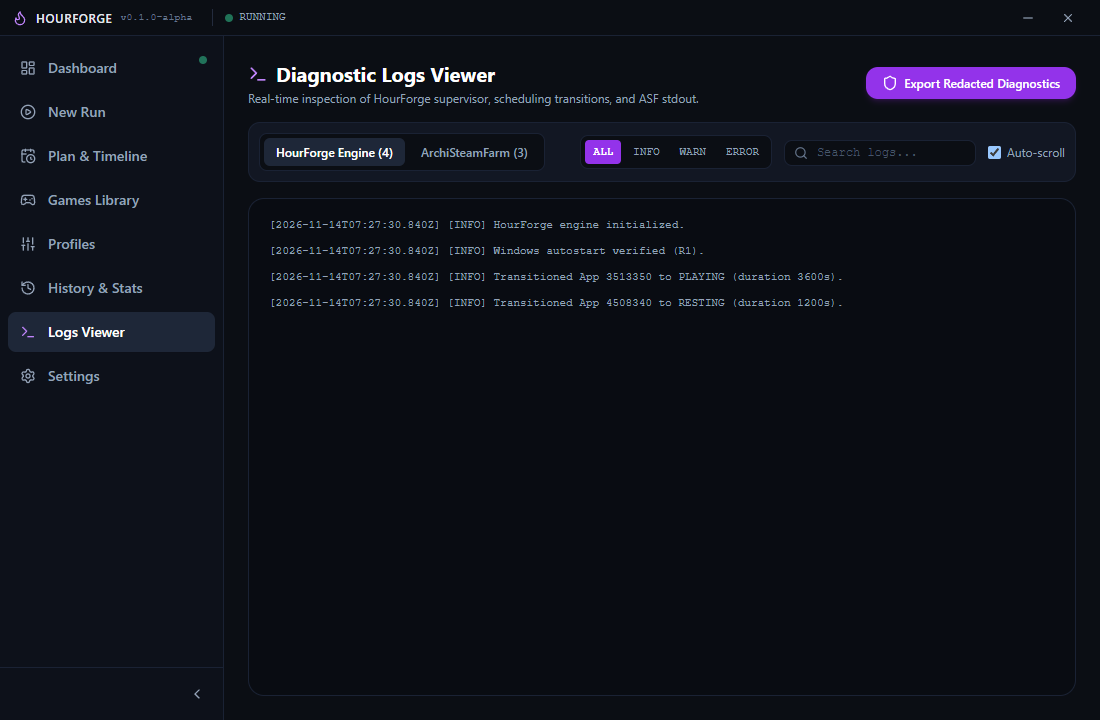 HOURFORGE v0.1.0-alpha RUNNING
Dashboard
New Run
Plan & Timeline
Games Library
Profiles
History & Stats
Logs Viewer
Settings
Diagnostic Logs Viewer
Real-time inspection of HourForge supervisor, scheduling transitions, and ASF stdout.
Export Redacted Diagnostics
HourForge Engine (4) ArchiSteamFarm (3) ALL INFO WARN ERROR Search logs... Auto-scroll
[2026-11-14T07:27:30.840Z] [INFO] HourForge engine initialized.
[2026-11-14T07:27:30.840Z] [INFO] Windows autostart verified (R1).
[2026-11-14T07:27:30.840Z] [INFO] Transitioned App 3513350 to PLAYING (duration 3600s).
[2026-11-14T07:27:30.840Z] [INFO] Transitioned App 4508340 to RESTING (duration 1200s).